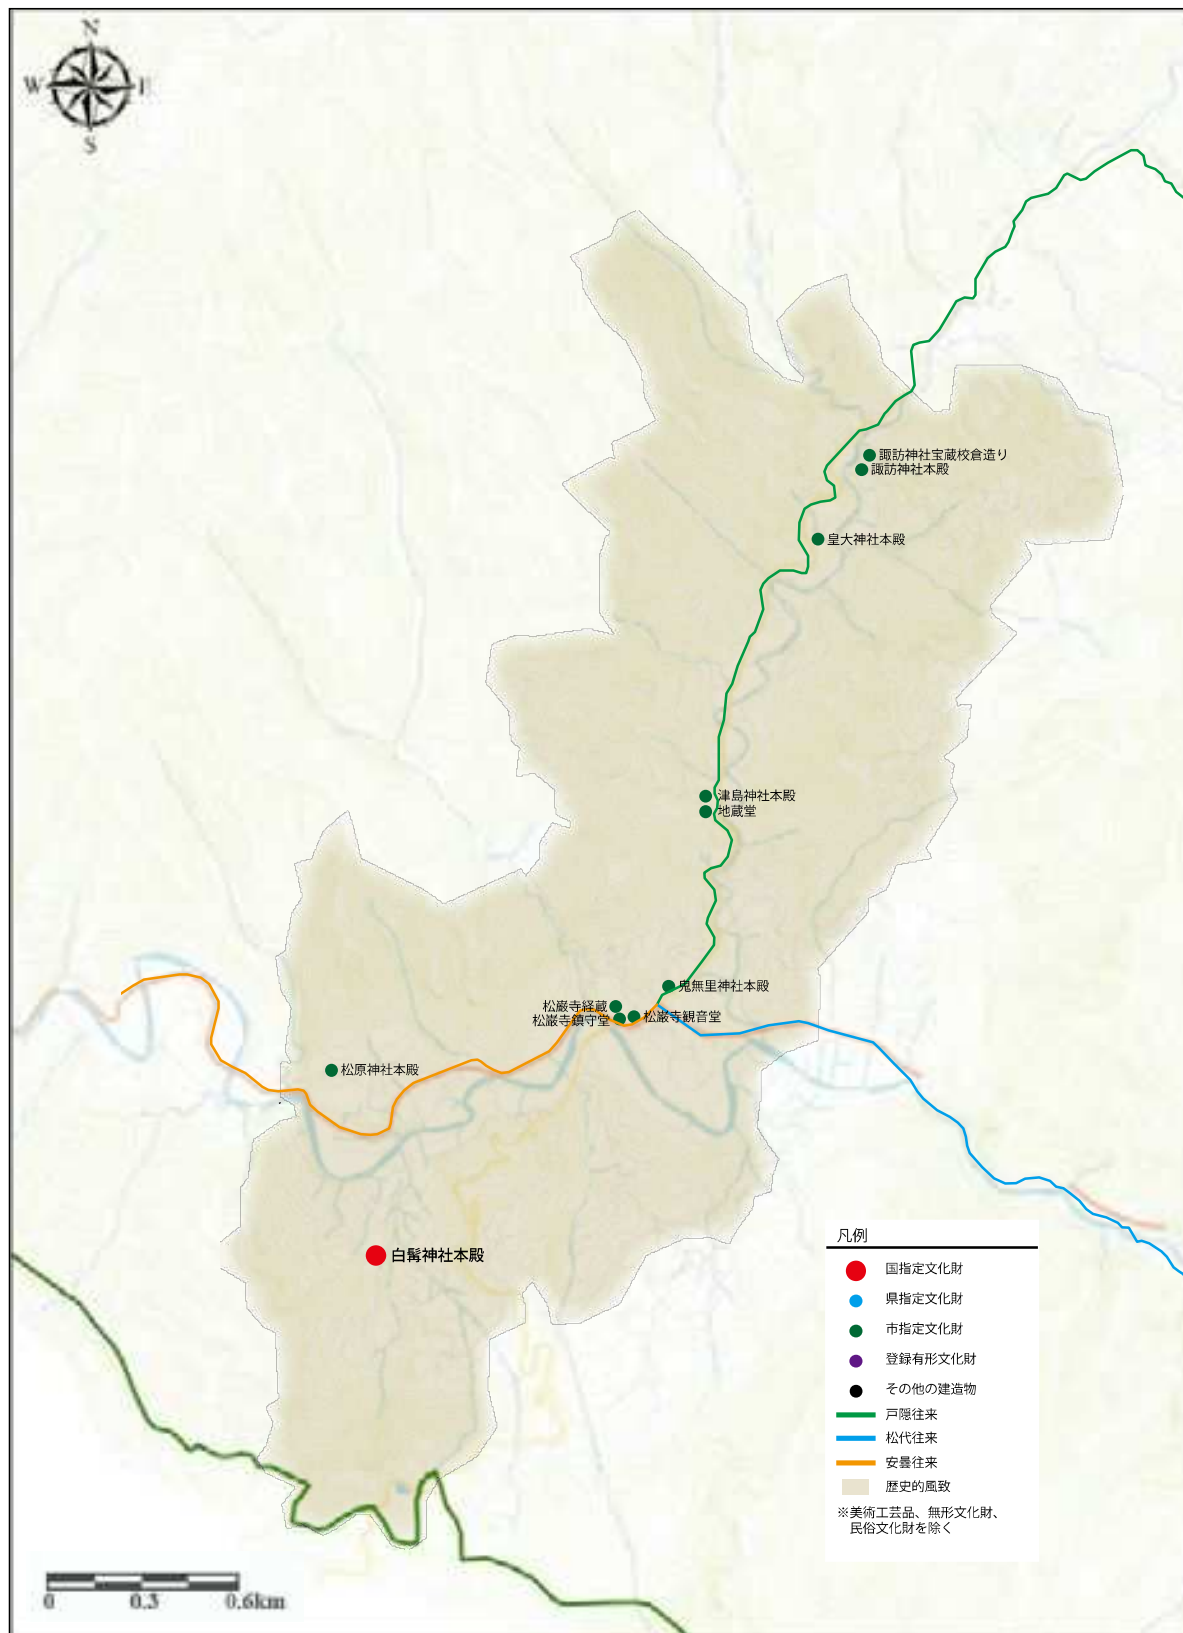 N
W E
S
諏訪神社宝蔵校倉造り
諏訪神社本殿
皇大神社本殿
津島神社本殿
地蔵堂
鬼無里神社本殿
松巌寺経蔵
松巌寺鎮守堂
松巌寺観音堂
松原神社本殿
白髯神社本殿
凡例
国指定文化財
県指定文化財
市指定文化財
登録有形文化財
その他の建造物
戸隠往来
松代往来
安曇往来
歴史的風致
※美術工芸品、無形文化財、
民俗文化財を除く
0 0.3 0.6km